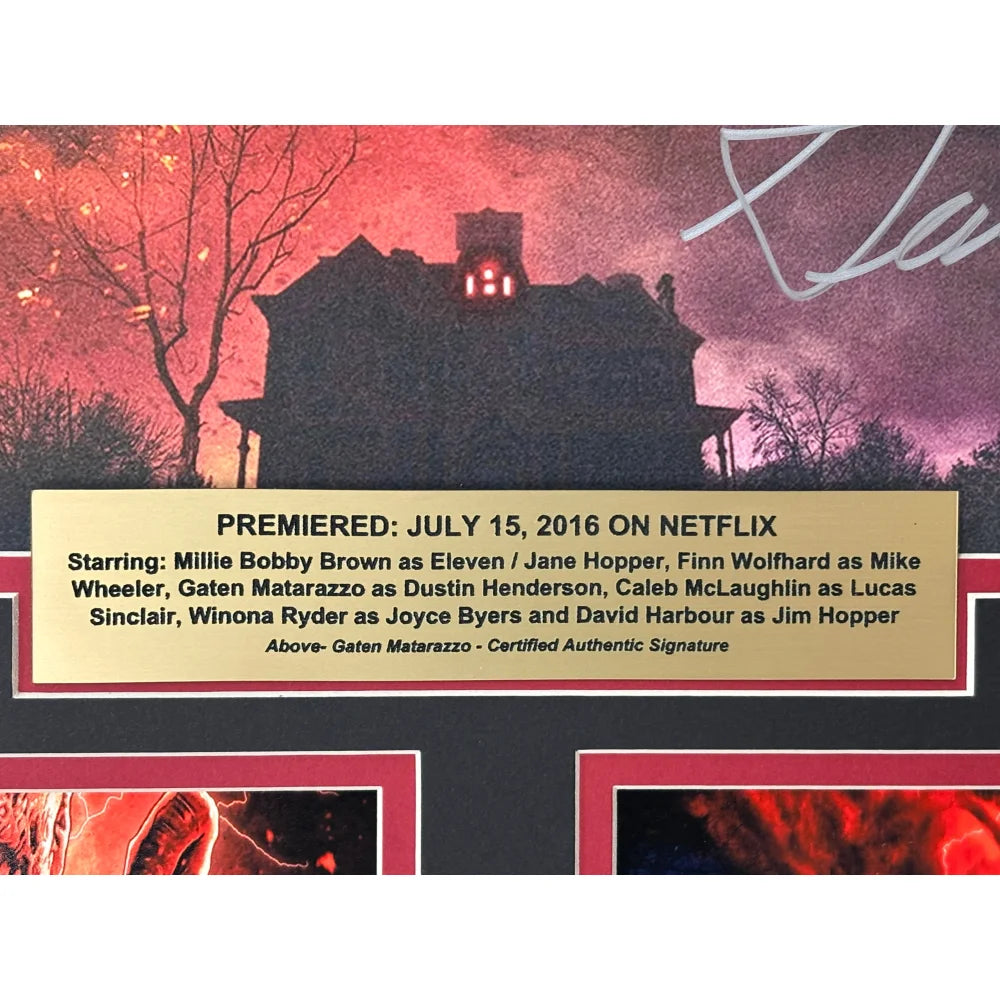 PREMIERED: JULY 15, 2016 ON NETFLIX
Starring: Millie Bobby Brown as Eleven / Jane Hopper, Finn Wolfhard as Mike
Wheeler, Gaten Matarazzo as Dustin Henderson, Caleb McLaughlin as Lucas
Sinclair, Winona Ryder as Joyce Byers and David Harbour as Jim Hopper
Above- Gaten Matarazzo - Certified Authentic Signature